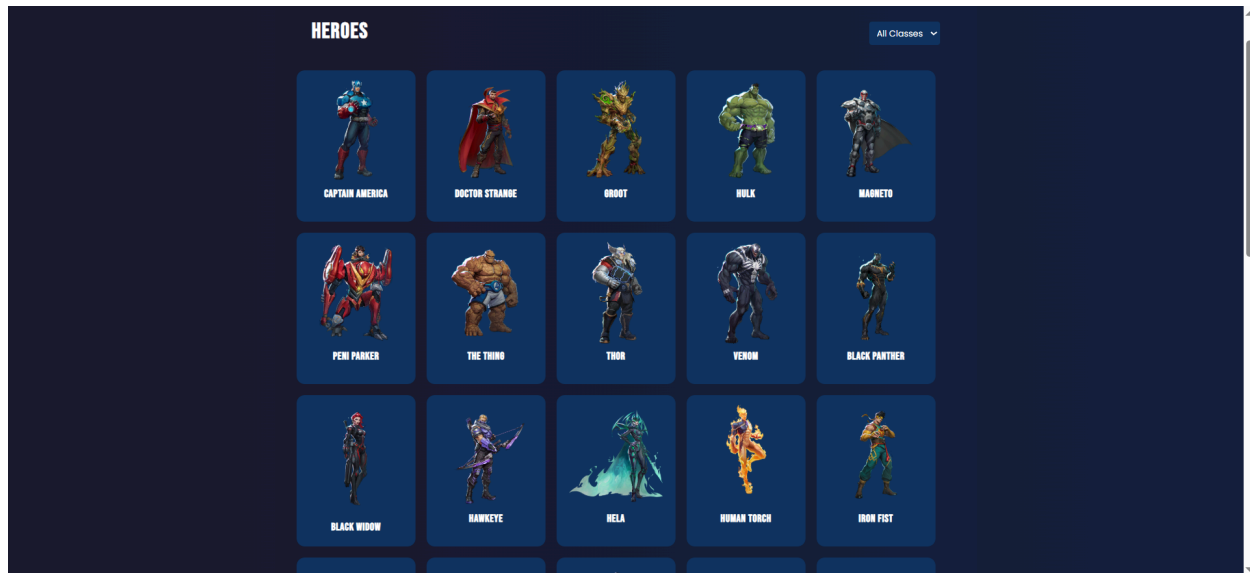 HEROES
All Classes
CAPTAIN AMERICA
DOCTOR STRANGE
GROOT
HULK
MAGNETO
PENI PARKER
THE THING
THOR
VENOM
BLACK PANTHER
BLACK WIDOW
HAWKEYE
HELA
HUMAN TORCH
IRON FIST